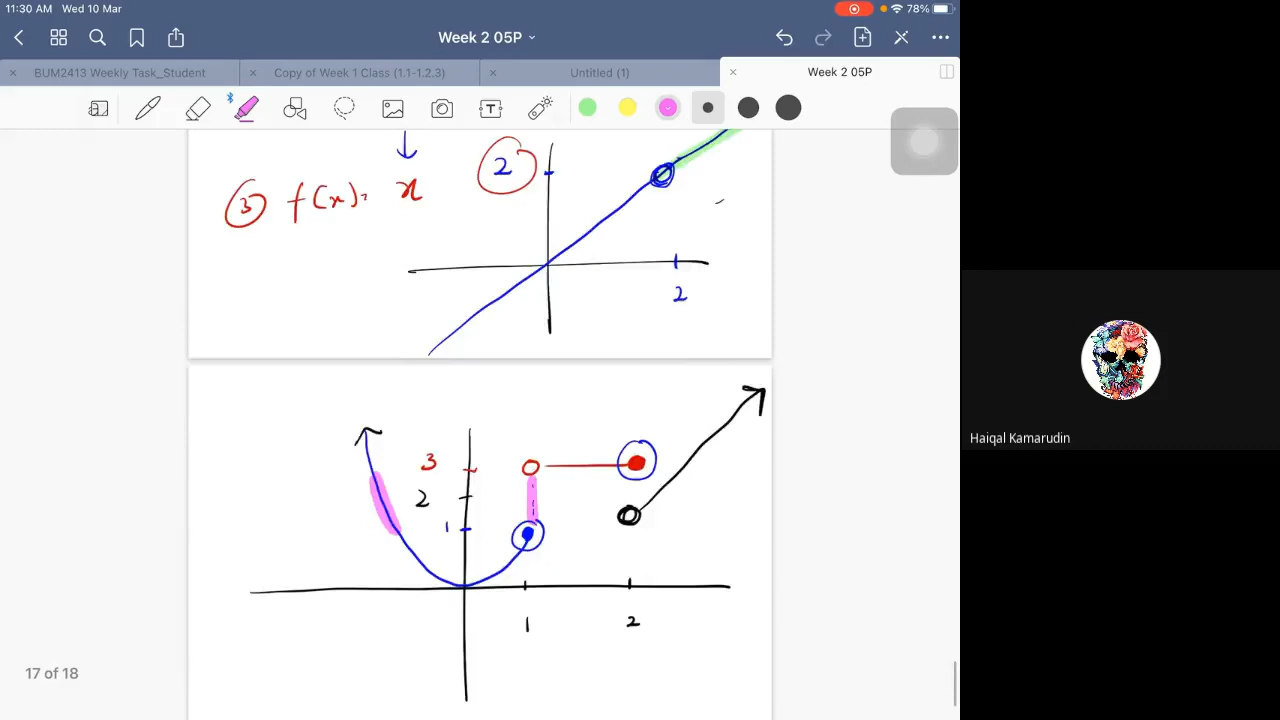 11:30 AM Wed 10 Mar
78%
Week 2 05P
BUM2413 Weekly Task_Student
Copy of Week 1 Class (1.1-1.2.3)
Untitled (1)
Week 2 05P
T
2
③ f(x) = x
2
3
2
1
1
2
17 of 18
Haiqal Kamarudin